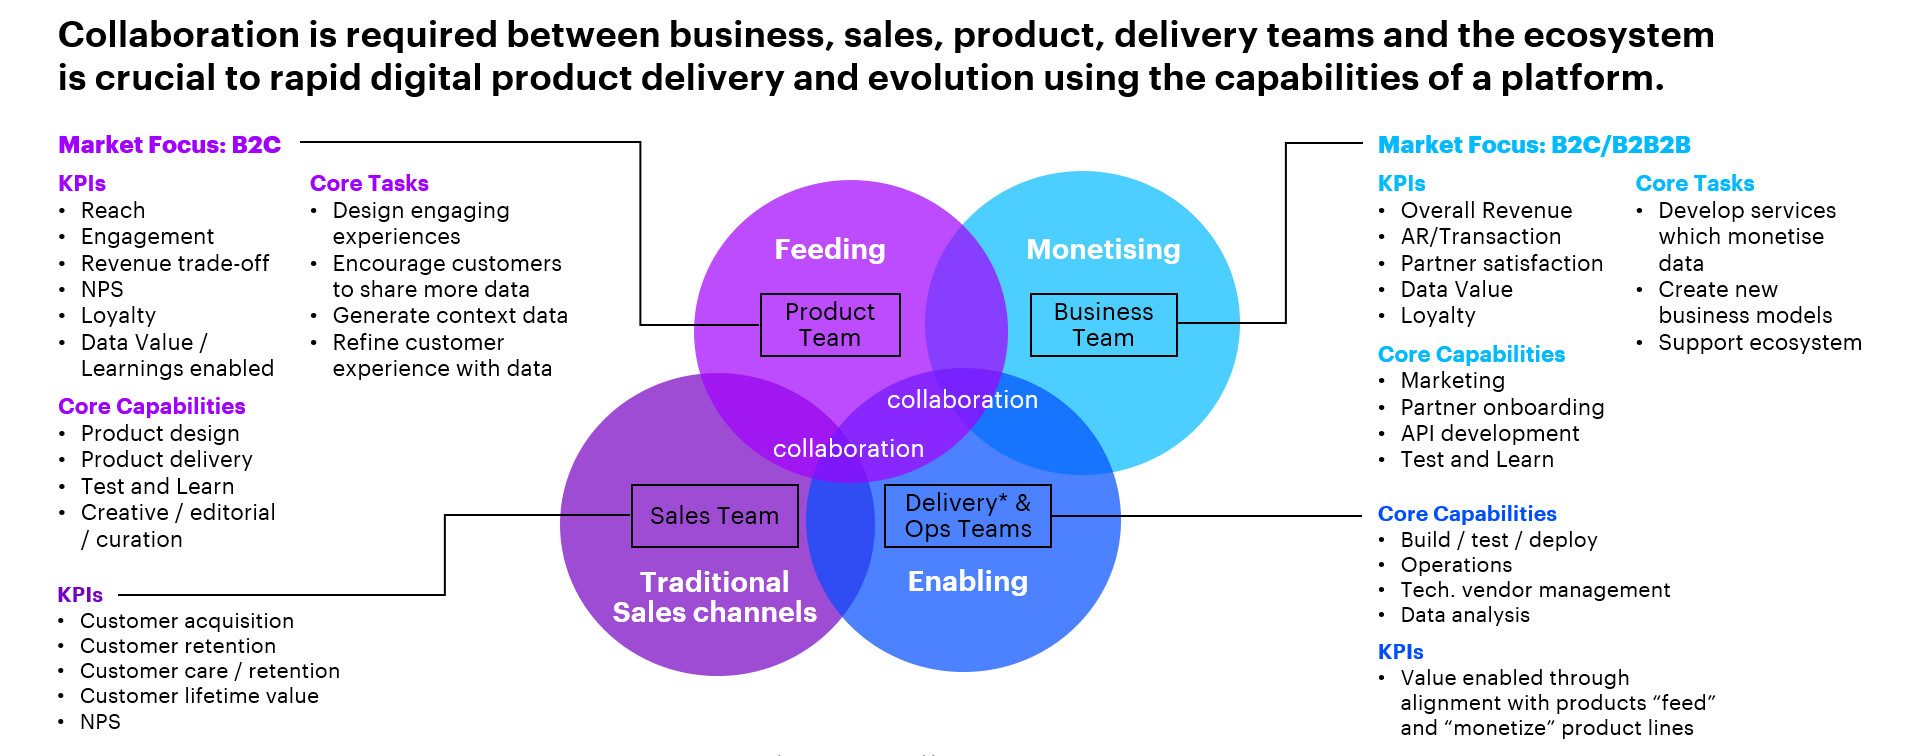 Collaboration is required between business, sales, product, delivery teams and the ecosystem
is crucial to rapid digital product delivery and evolution using the capabilities of a platform.
Market Focus: B2C
KPIs
• Reach
• Engagement
• Revenue trade-off
• NPS
• Loyalty
• Data Value /
Learnings enabled
Core Tasks
• Design engaging
experiences
• Encourage customers
to share more data
• Generate context data
• Refine customer
experience with data
Core Capabilities
• Product design
• Product delivery
• Test and Learn
• Creative / editorial
/ curation
KPIs
• Customer acquisition
• Customer retention
• Customer care / retention
• Customer lifetime value
• NPS
Feeding
Product
Team
Monetising
Business
Team
collaboration
collaboration
Sales Team
Traditional
Sales channels
Delivery* &
Ops Teams
Enabling
Market Focus: B2C/B2B2B
KPIs
• Overall Revenue
• AR/Transaction
• Partner satisfaction
• Data Value
• Loyalty
Core Tasks
• Develop services
which monetise
data
• Create new
business models
• Support ecosystem
Core Capabilities
• Marketing
• Partner onboarding
• API development
• Test and Learn
Core Capabilities
• Build / test / deploy
• Operations
• Tech. vendor management
• Data analysis
KPIs
• Value enabled through
alignment with products “feed”
and “monetize” product lines